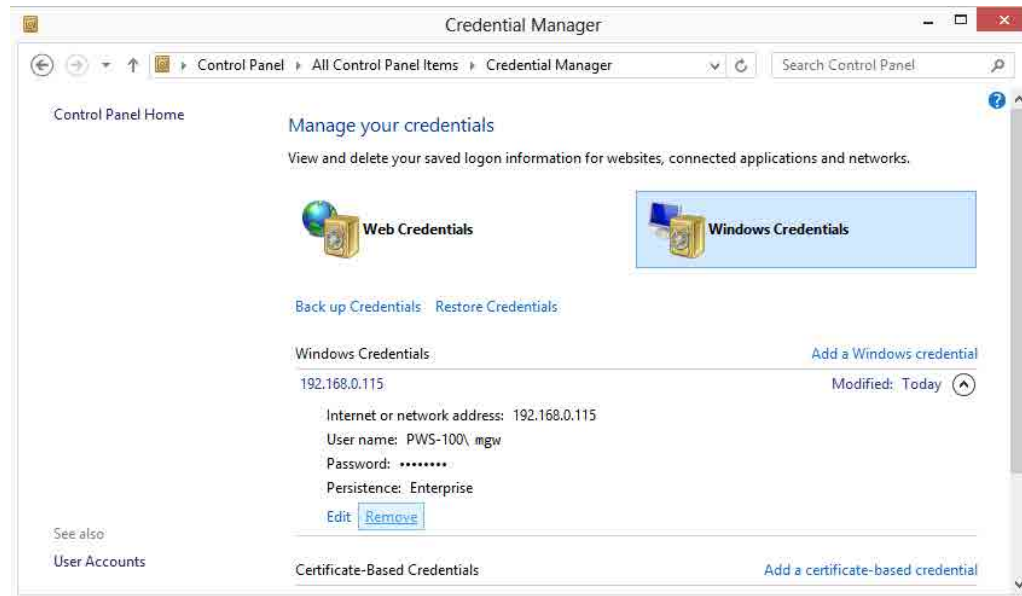 Credential Manager
Control Panel All Control Panel Items Credential Manager Search Control Panel
Control Panel Home
Manage your credentials
View and delete your saved logon information for websites, connected applications and networks.
Web Credentials Windows Credentials
Back up Credentials Restore Credentials
Windows Credentials Add a Windows credential
192.168.0.115 Modified: Today
Internet or network address: 192.168.0.115
User name: PWS-100\ mgw
Password: ••••••••
Persistence: Enterprise
Edit Remove
See also
User Accounts
Certificate-Based Credentials Add a certificate-based credential